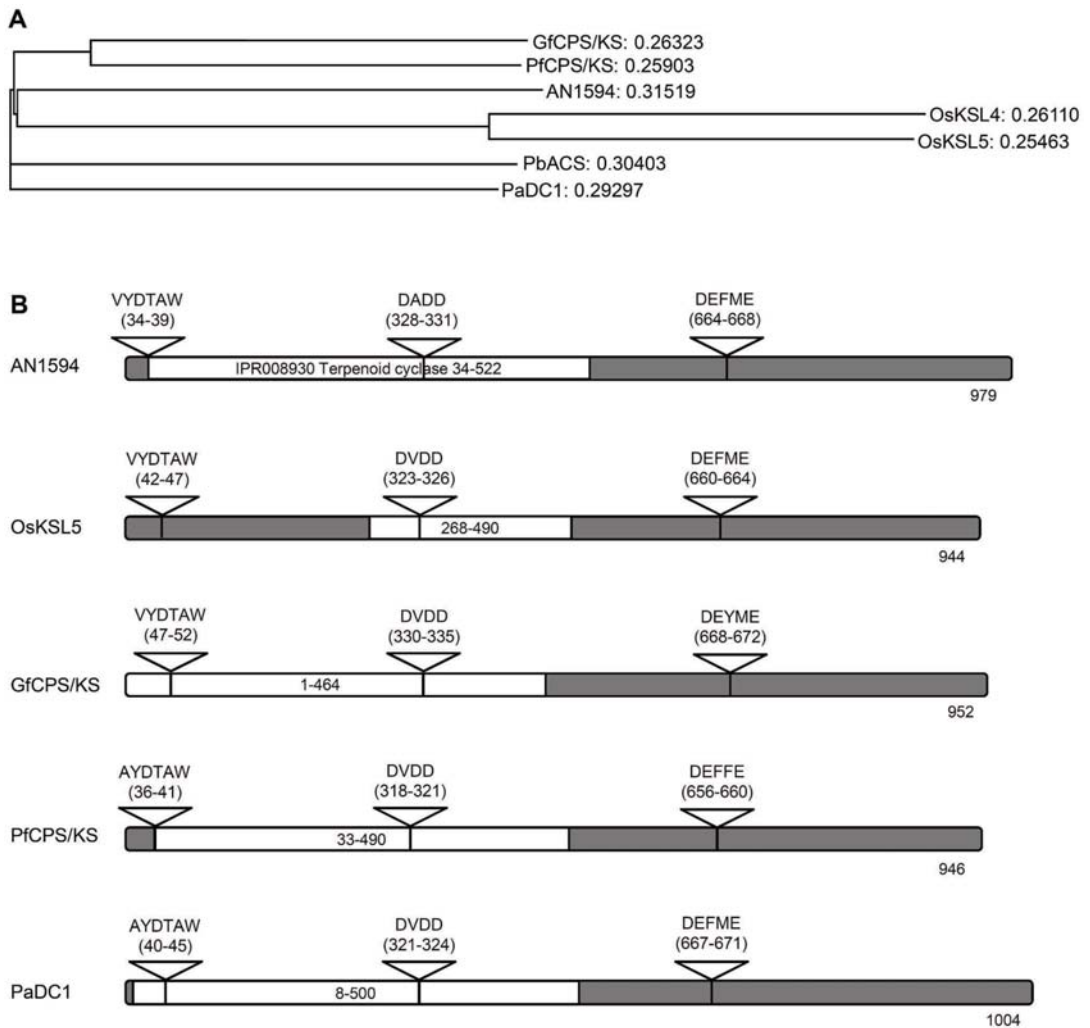 A
GfCPS/KS: 0.26323
PfCPS/KS: 0.25903
AN1594: 0.31519
OsKSL4: 0.26110
OsKSL5: 0.25463
PbACS: 0.30403
PaDC1: 0.29297
B
VYDTAW DADD DEFME
(34-39) (328-331) (664-668)
AN1594 IPR008930 Terpenoid cyclase 34-522
979
VYDTAW DVDD DEFME
(42-47) (323-326) (660-664)
OsKSL5 268-490
944
VYDTAW DVDD DEYME
(47-52) (330-335) (668-672)
GfCPS/KS 1-464
952
AYDTAW DVDD DEFFE
(36-41) (318-321) (656-660)
PfCPS/KS 33-490
946
AYDTAW DVDD DEFME
(40-45) (321-324) (667-671)
PaDC1 8-500
1004